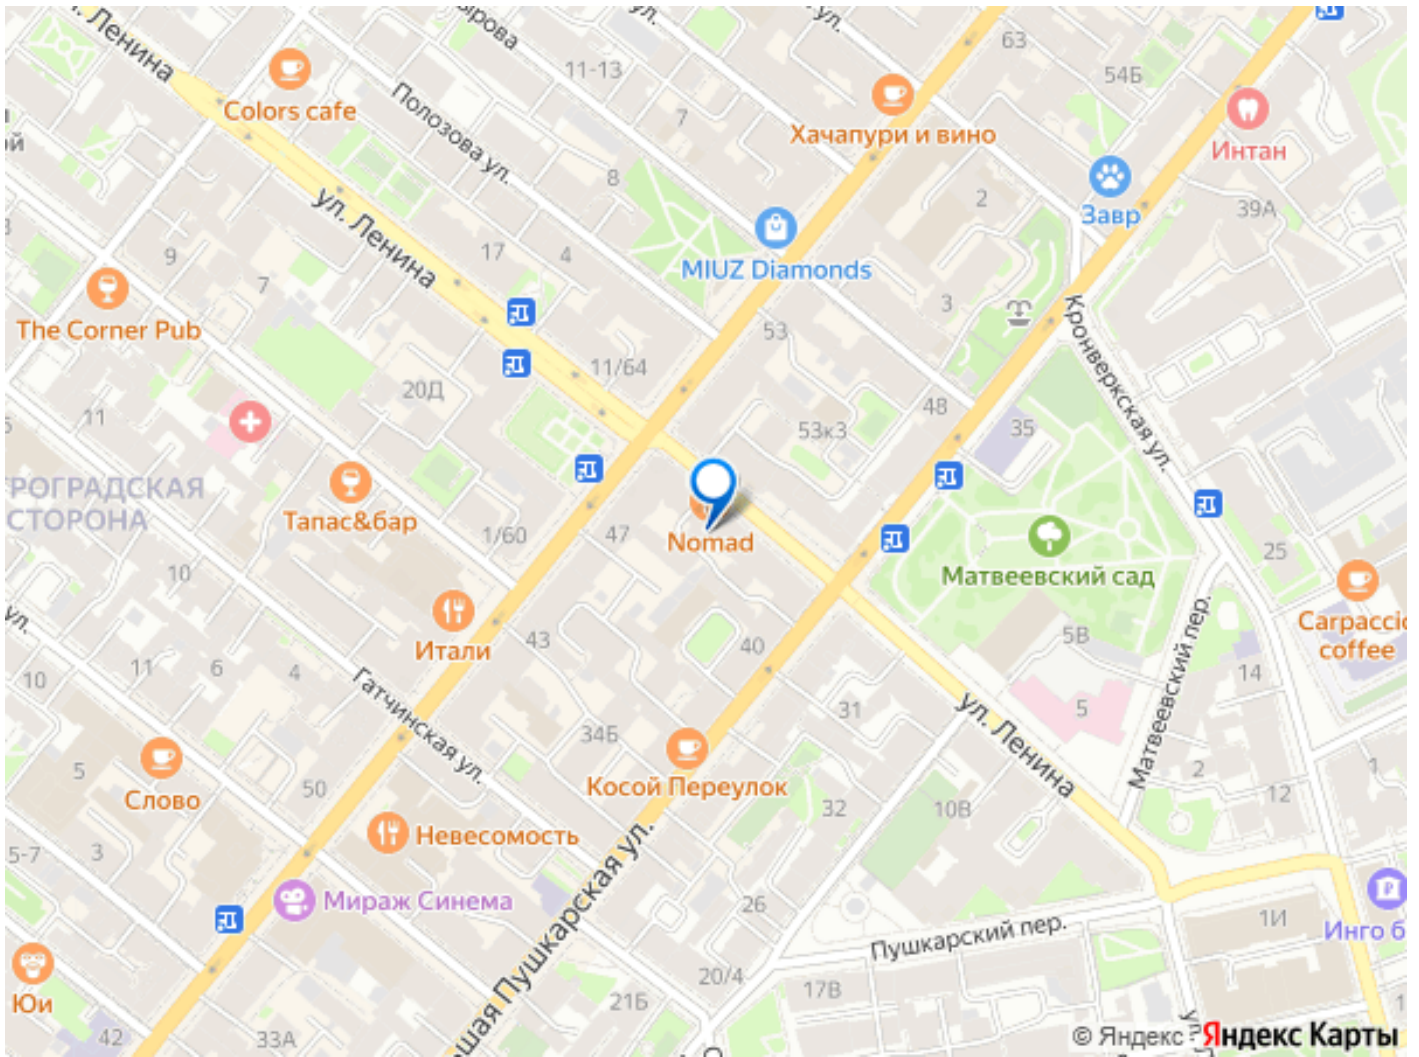 ул. Ленина
Colors cafe
11-13
63
54Б
Полозова ул.
7
Хачапури и вино
Интан
Завр
39А
8
2
ул. Ленина
17
4
9
7
MIUZ Diamonds
3
Кронверкская ул.
The Corner Pub
53
11/64
20Д
48
35
11
53к3
РОГРАДСКАЯ
СТОРОНА
Тапас&бар
1/60
47
Nomad
Матвеевский сад
25
10
Carpaccio
coffee
Итали
43
40
5В
Матвеевский пер.
14
11
6
4
10
Гатчинская ул.
31
5
ул. Ленина
34Б
Косой Переулок
5
Слово
50
32
10В
2
12
1
Невесомость
5-7
3
Мираж Синема
26
1И
Инго б
Пушкарский пер.
Юи
20/4
21Б
17В
шая Пушкарская ул.
42
33А
© Яндекс
Яндекс Карты